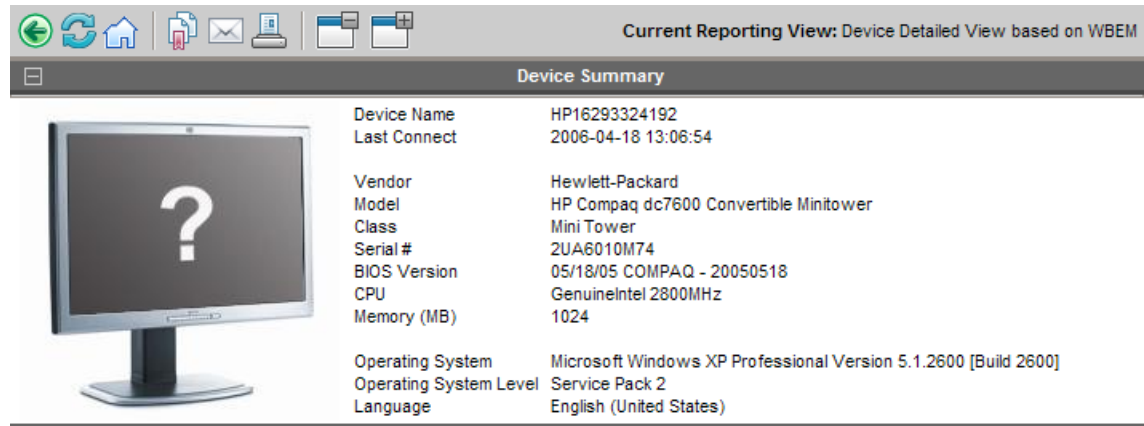 Current Reporting View: Device Detailed View based on WBEM
Device Summary
Device Name HP16293324192
Last Connect 2006-04-18 13:06:54
Vendor Hewlett-Packard
Model HP Compaq dc7600 Convertible Minitower
Class Mini Tower
Serial # 2UA6010M74
BIOS Version 05/18/05 COMPAQ - 20050518
CPU GenuineIntel 2800MHz
Memory (MB) 1024
Operating System Microsoft Windows XP Professional Version 5.1.2600 [Build 2600]
Operating System Level Service Pack 2
Language English (United States)
?